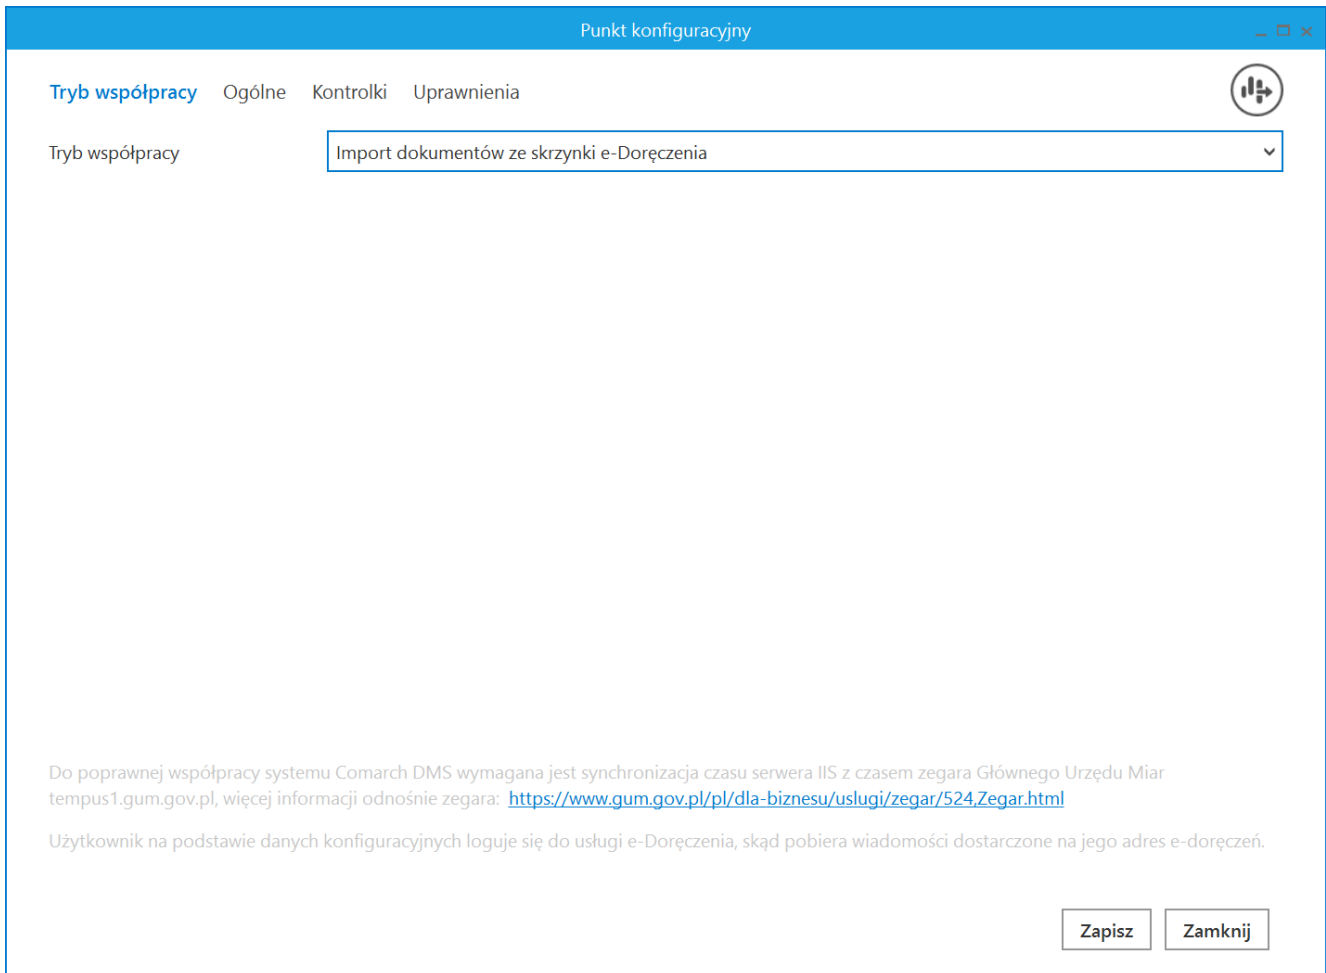 Punkt konfiguracyjny
Tryb współpracy Ogólne Kontrolki Uprawnienia
Tryb współpracy Import dokumentów ze skrzynki e-Doręczenia
Do poprawnej współpracy systemu Comarch DMS wymagana jest synchronizacja czasu serwera IIS z czasem zegara Głównego Urzędu Miar
tempus1.gum.gov.pl, więcej informacji odnośnie zegara: https://www.gum.gov.pl/pl/dla-biznesu/uslugi/zegar/524,Zegar.html
Użytkownik na podstawie danych konfiguracyjnych loguje się do usługi e-Doręczenia, skąd pobiera wiadomości dostarczone na jego adres e-doręczeń.
Zapisz Zamknij